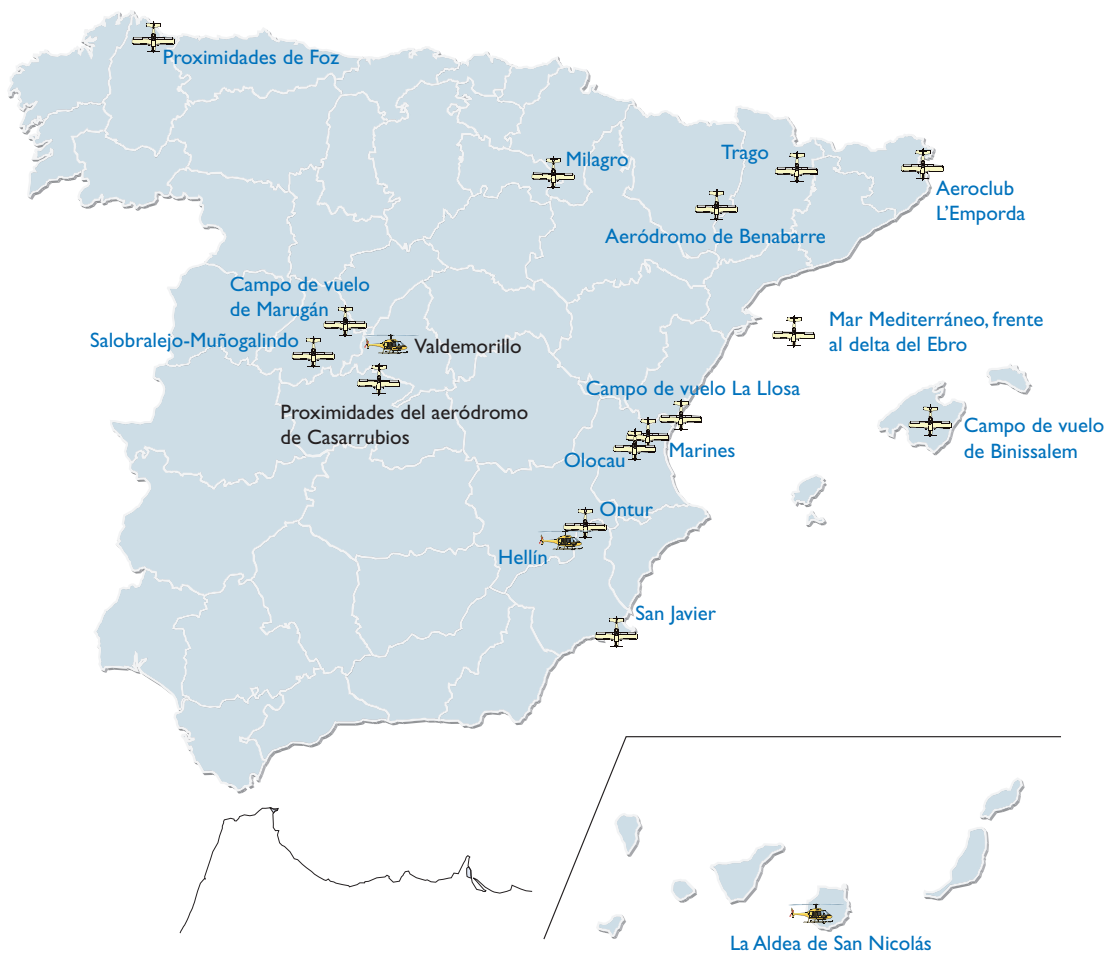 Proximidades de Foz
Milagro
Trago
Aeroclub
L'Emporda
Aeródromo de Benabarre
Campo de vuelo
de Marugán
Salobralejo-Muñogalindo
Valdemorillo
Mar Mediterráneo, frente
al delta del Ebro
Proximidades del aeródromo
de Casarrubios
Campo de vuelo La Llosa
Marines
Olocau
Campo de vuelo
de Binissalem
Ontur
Hellín
San Javier
La Aldea de San Nicolás